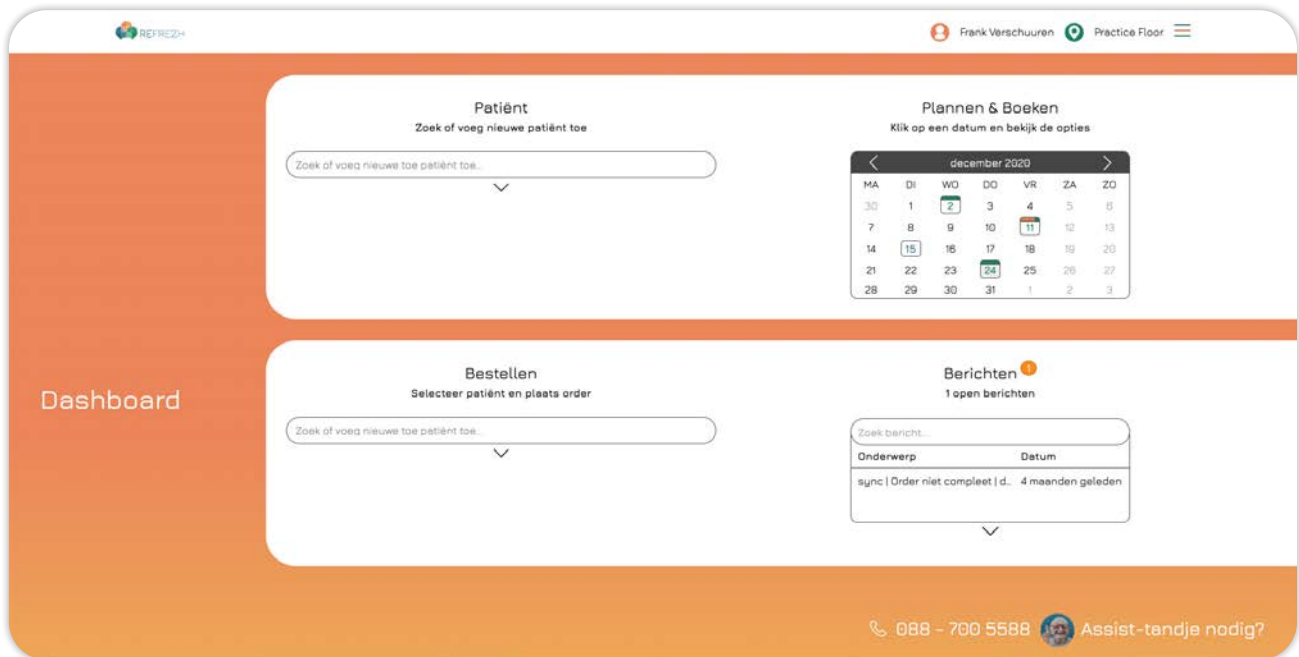 REFREZH
Frank Verschuuren Practice Floor
Patiënt
Zoek of voeg nieuwe patiënt toe
Zoek of voeg nieuwe toe patiënt toe...
Plannen & Boeken
Klik op een datum en bekijk de opties
december 2020
MA DI WO DO VR ZA ZO
30 1 2 3 4 5 6
7 8 9 10 11 12 13
14 15 16 17 18 19 20
21 22 23 24 25 26 27
28 29 30 31 1 2 3
Dashboard
Bestellen
Selecteer patiënt en plaats order
Zoek of voeg nieuwe toe patiënt toe...
Berichten 1
1 open berichten
Zoek bericht...
Onderwerp Datum
sync | Order niet compleet | d... 4 maanden geleden
088 - 700 5588 Assist-tandje nodig?